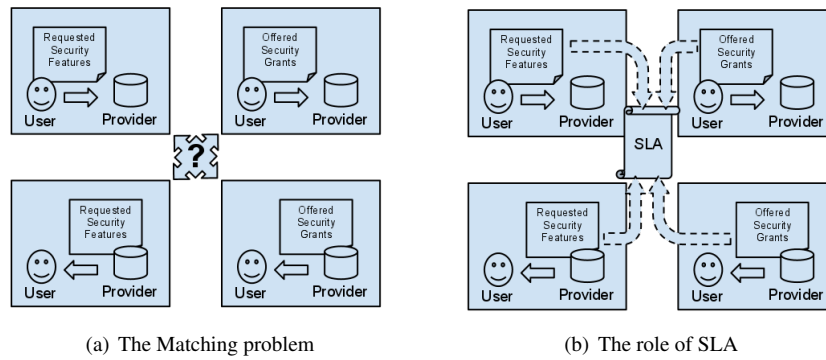 Requested
Security
Features
User
Provider
Offered
Security
Grants
User
Provider
?
Requested
Security
Features
User
Provider
Offered
Security
Grants
User
Provider
(a) The Matching problem
Requested
Security
Features
User
Provider
Offered
Security
Grants
User
Provider
SLA
Requested
Security
Features
User
Provider
Offered
Security
Grants
User
Provider
(b) The role of SLA